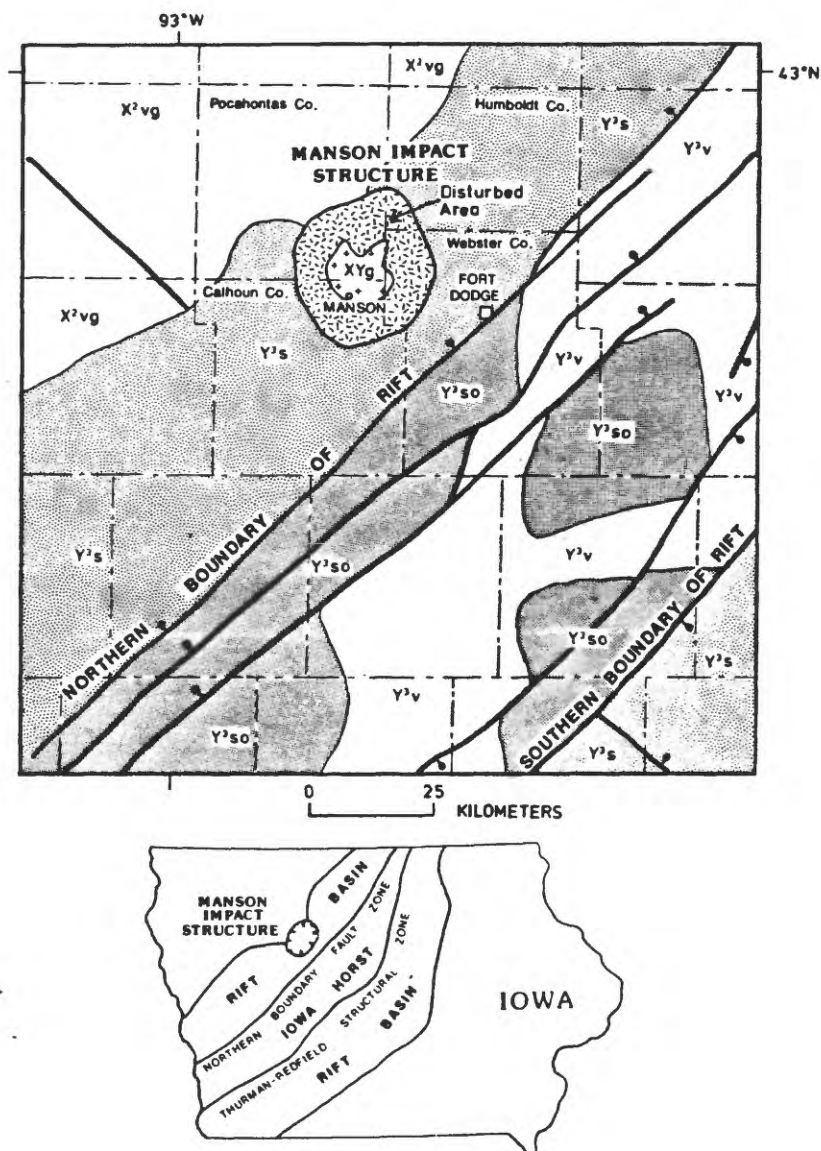 93°W
43°N
X²vg
X²vg
Pocahontas Co.
Humboldt Co.
Y³s
Y³v
MANSON IMPACT
STRUCTURE
Disturbed
Area
Webster Co.
XYg
FORT
DODGE
Calhoun Co.
MANSON
X²vg
Y³s
Y³v
Y³v
Y³so
Y³so
Y³s
Y³so
Y³v
Y³so
Y³s
Y³v
Y³so
Y³s
NORTHERN BOUNDARY OF RIFT
SOUTHERN BOUNDARY OF RIFT
0 25
KILOMETERS
MANSON
IMPACT
STRUCTURE
RIFT BASIN
NORTHERN BOUNDARY FAULT ZONE
IOWA HORST
THURMAN-REDFIELD STRUCTURAL ZONE
RIFT BASIN
IOWA